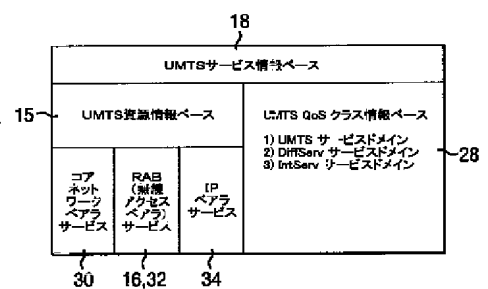 18
UMTSサービス情報ベース
15
UMTS資源情報ベース
UMTS QoS クラス情報ベース
1) UMTS サービスドメイン
2) DiffServ サービスドメイン
3) IntServ サービスドメイン
28
コア
ネット
ワーク
ベアラ
サービス
RAB
(無線
アクセス
ベアラ)
サービス
IP
ベアラ
サービス
30
16,32
34